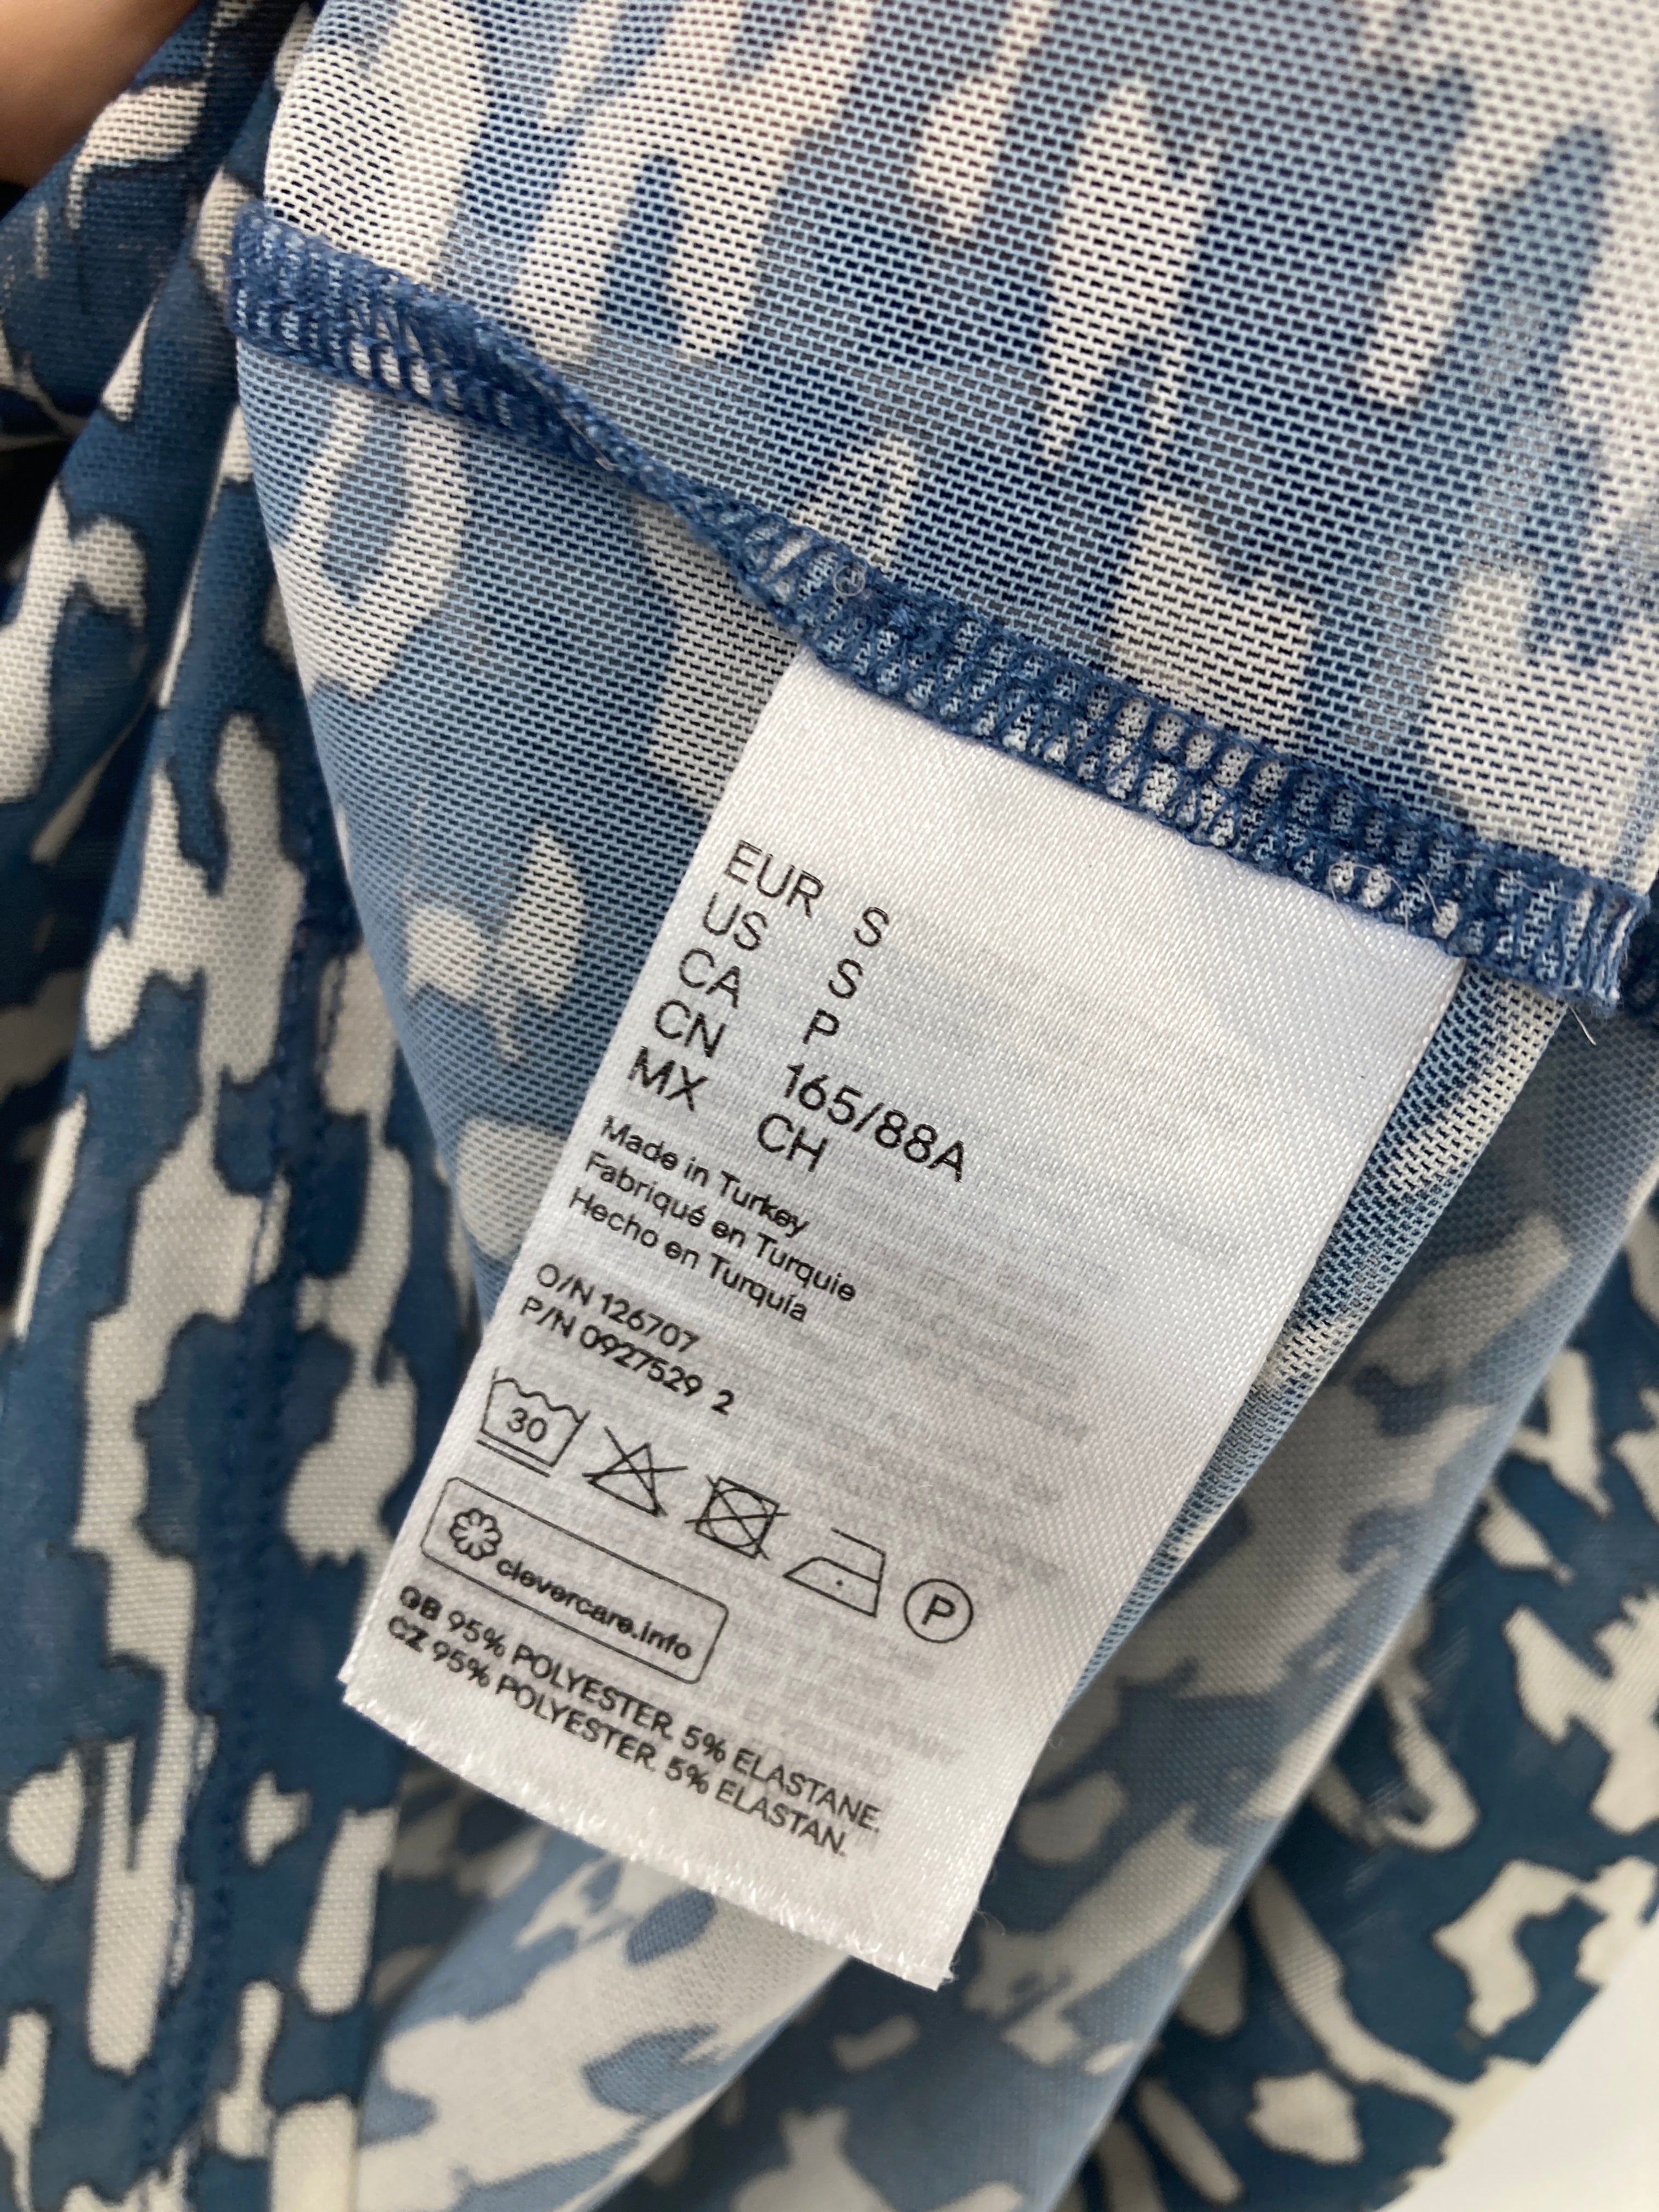 EUR S
US S
CA P
CN 165/88A
MX CH
Made in Turkey
Fabriqué en Turquie
Hecho en Turquía
O/N 126707
P/N 0927529 2
30
P
clevercare.info
GB 95% POLYESTER. 5% ELASTANE.
CZ 95% POLYESTER. 5% ELASTAN.